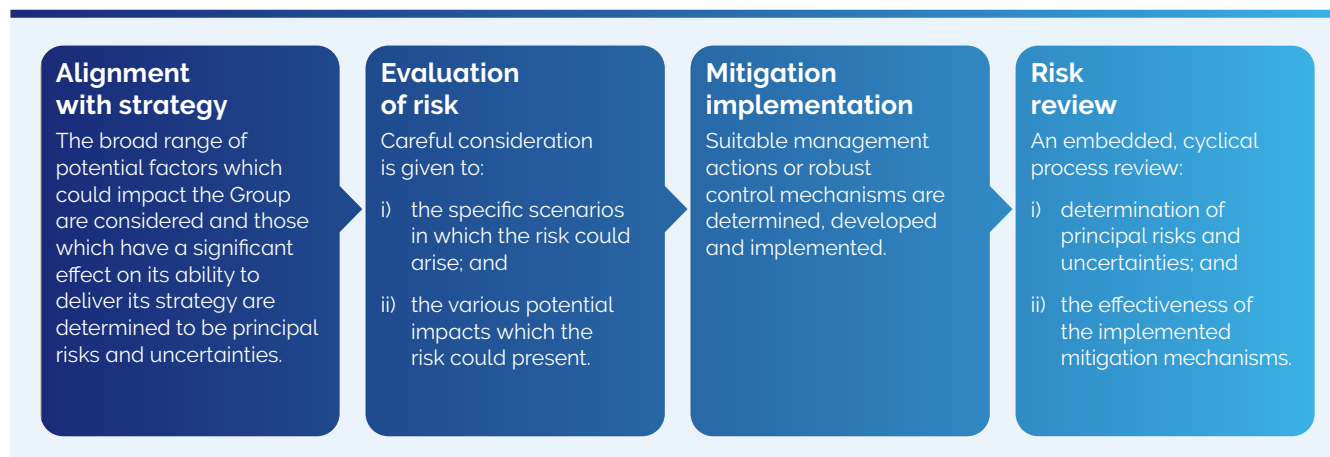 Alignment
with strategy
The broad range of
potential factors which
could impact the Group
are considered and those
which have a significant
effect on its ability to
deliver its strategy are
determined to be principal
risks and uncertainties.
Evaluation
of risk
Careful consideration
is given to:
i) the specific scenarios
in which the risk could
arise; and
ii) the various potential
impacts which the
risk could present.
Mitigation
implementation
Suitable management
actions or robust
control mechanisms are
determined, developed
and implemented.
Risk
review
An embedded, cyclical
process review:
i) determination of
principal risks and
uncertainties; and
ii) the effectiveness of
the implemented
mitigation mechanisms.